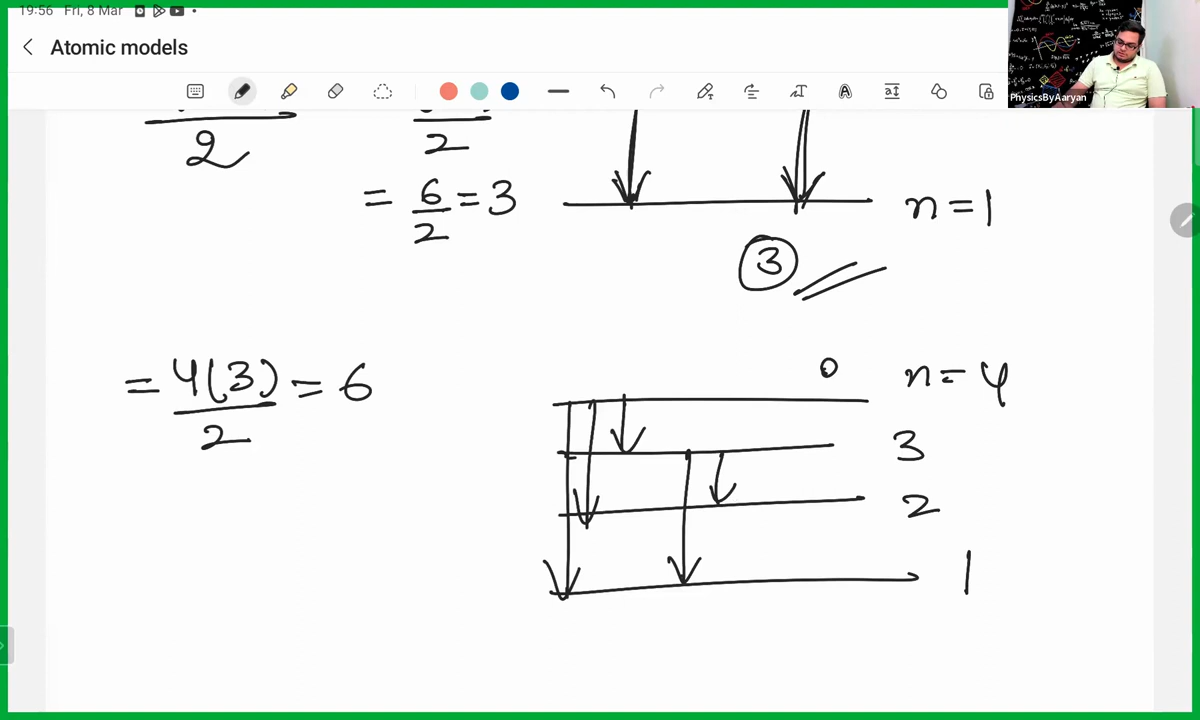 19:56 Fri, 8 Mar
Atomic models
PhysicsByAaryan
2
2
= 6/2 = 3
n = 1
3
= 4(3)/2 = 6
n = 4
3
2
1